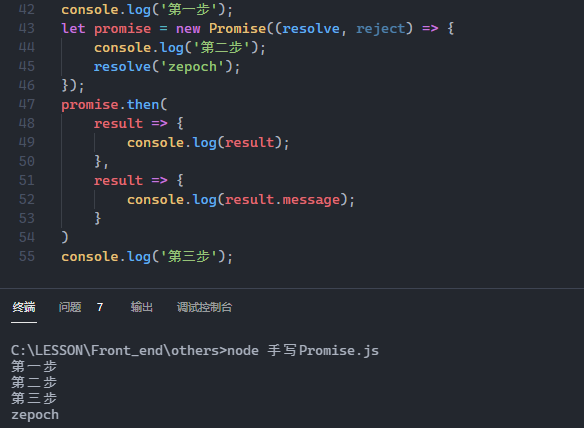 42 console.log('第一步');
43 let promise = new Promise((resolve, reject) => {
44     console.log('第二步');
45     resolve('zepoch');
46 });
47 promise.then(
48     result => {
49         console.log(result);
50     },
51     result => {
52         console.log(result.message);
53     }
54 )
55 console.log('第三步');
终端 问题 7 输出 调试控制台
C:\LESSON\Front_end\others>node 手写Promise.js
第一步
第二步
第三步
zepoch